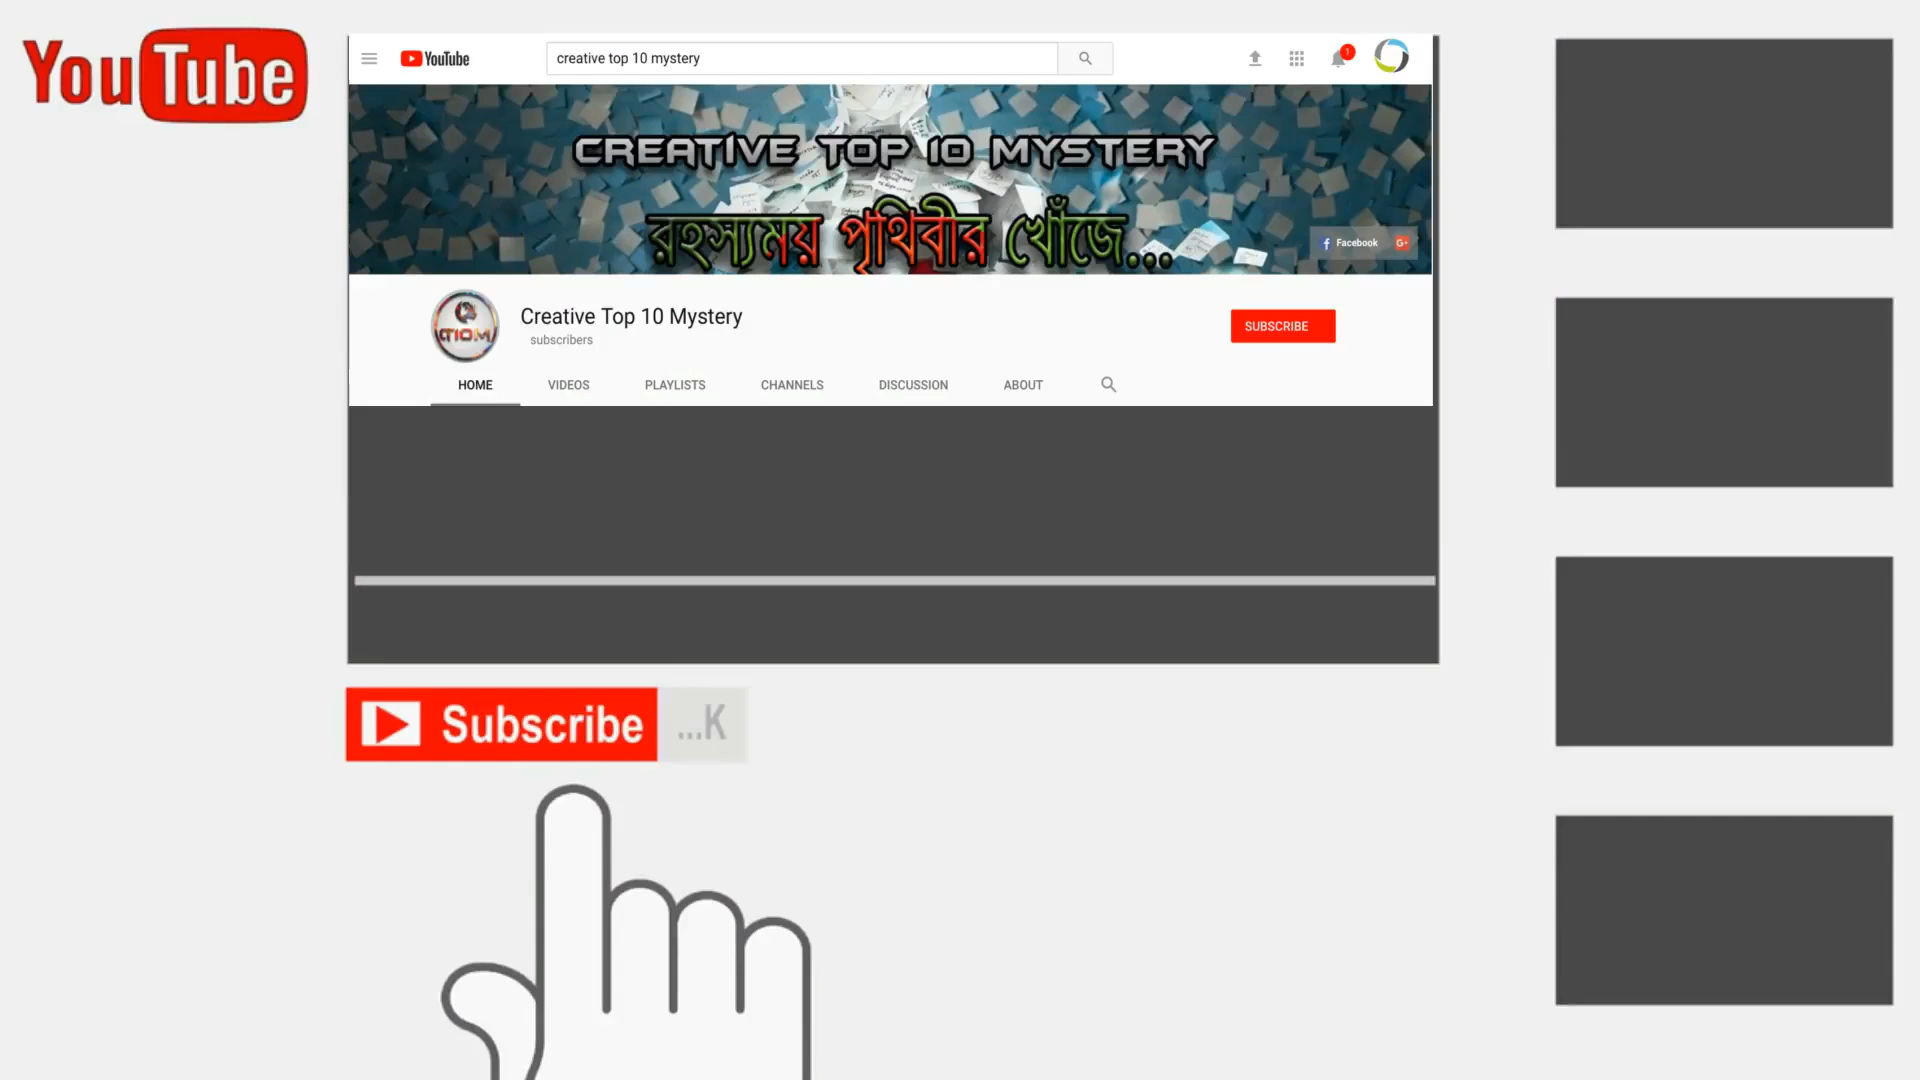 YouTube
YouTube
creative top 10 mystery
1
CREATIVE TOP 10 MYSTERY
রহস্যময় পৃথিবীর খোঁজে...
Facebook
G+
CT10M
Creative Top 10 Mystery
subscribers
SUBSCRIBE
HOME VIDEOS PLAYLISTS CHANNELS DISCUSSION ABOUT
Subscribe ...K